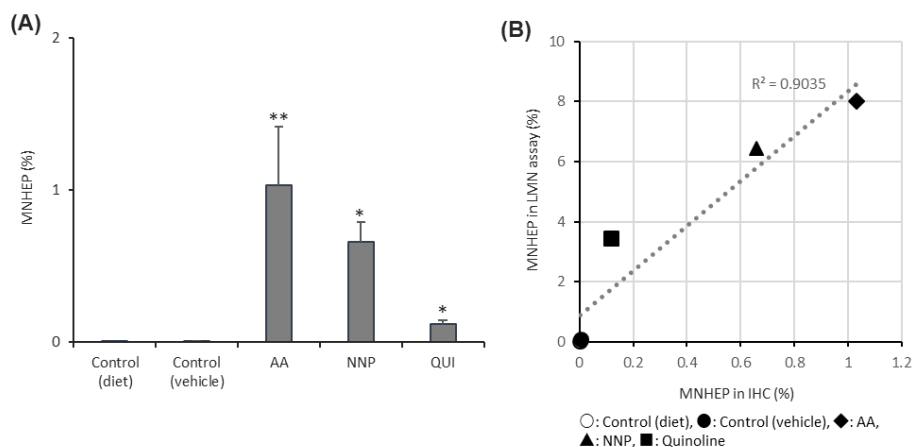 (A)
2
1
0
MNHEP (%)
**
*
*
Control
(diet)
Control
(vehicle)
AA
NNP
QUI
(B)
10
8
6
4
2
0
MNHEP in LMN assay (%)
R² = 0.9035
0
0.2
0.4
0.6
0.8
1
1.2
MNHEP in IHC (%)
○: Control (diet), ●: Control (vehicle), ◆: AA,
▲: NNP, ■: Quinoline